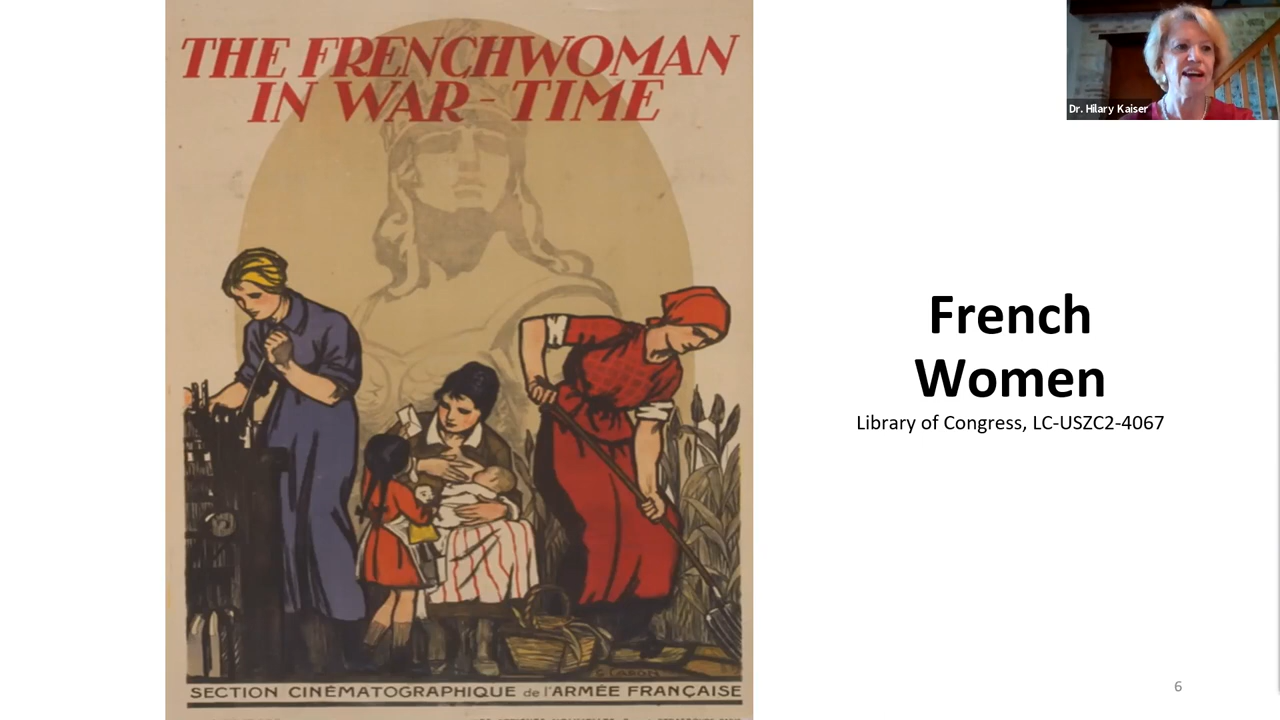 THE FRENCHWOMAN
IN WAR-TIME
SECTION CINÉMATOGRAPHIQUE de l'ARMÉE FRANÇAISE
French
Women
Library of Congress, LC-USZC2-4067
Dr. Hilary Kaiser
6